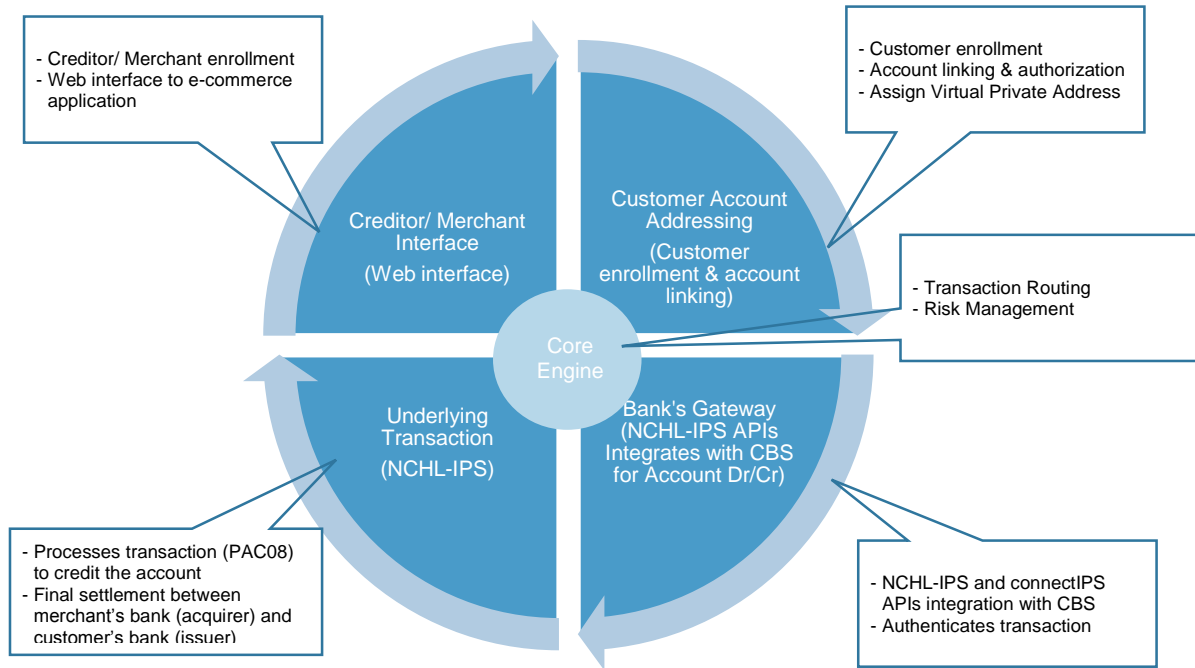 - Creditor/ Merchant enrollment
- Web interface to e-commerce
application
- Customer enrollment
- Account linking & authorization
- Assign Virtual Private Address
Creditor/ Merchant
Interface
(Web interface)
Customer Account
Addressing
(Customer
enrollment & account
linking)
- Transaction Routing
- Risk Management
Core
Engine
Underlying
Transaction
(NCHL-IPS)
Bank's Gateway
(NCHL-IPS APIs
Integrates with CBS
for Account Dr/Cr)
- Processes transaction (PAC08)
to credit the account
- Final settlement between
merchant's bank (acquirer) and
customer's bank (issuer)
- NCHL-IPS and connectIPS
APIs integration with CBS
- Authenticates transaction